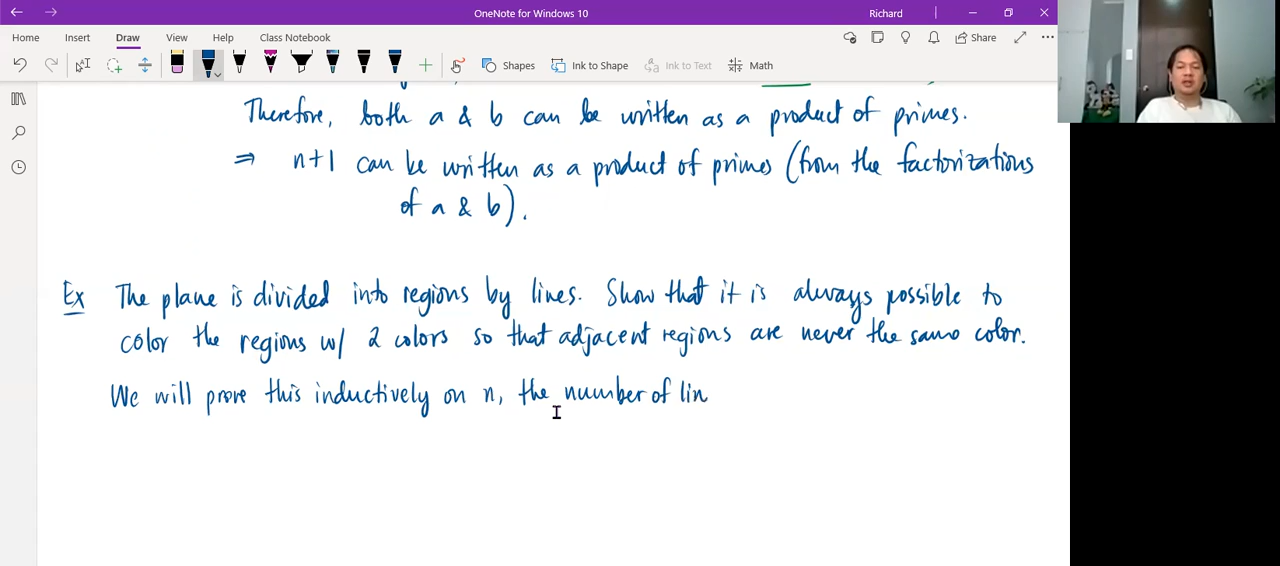 OneNote for Windows 10
Richard
Home Insert Draw View Help Class Notebook
Share
Shapes Ink to Shape Ink to Text Math
Therefore, both a & b can be written as a product of primes.
⇒ n+1 can be written as a product of primes (from the factorizations
of a & b).
Ex The plane is divided into regions by lines. Show that it is always possible to
color the regions w/ 2 colors so that adjacent regions are never the same color.
We will prove this inductively on n, the number of lin